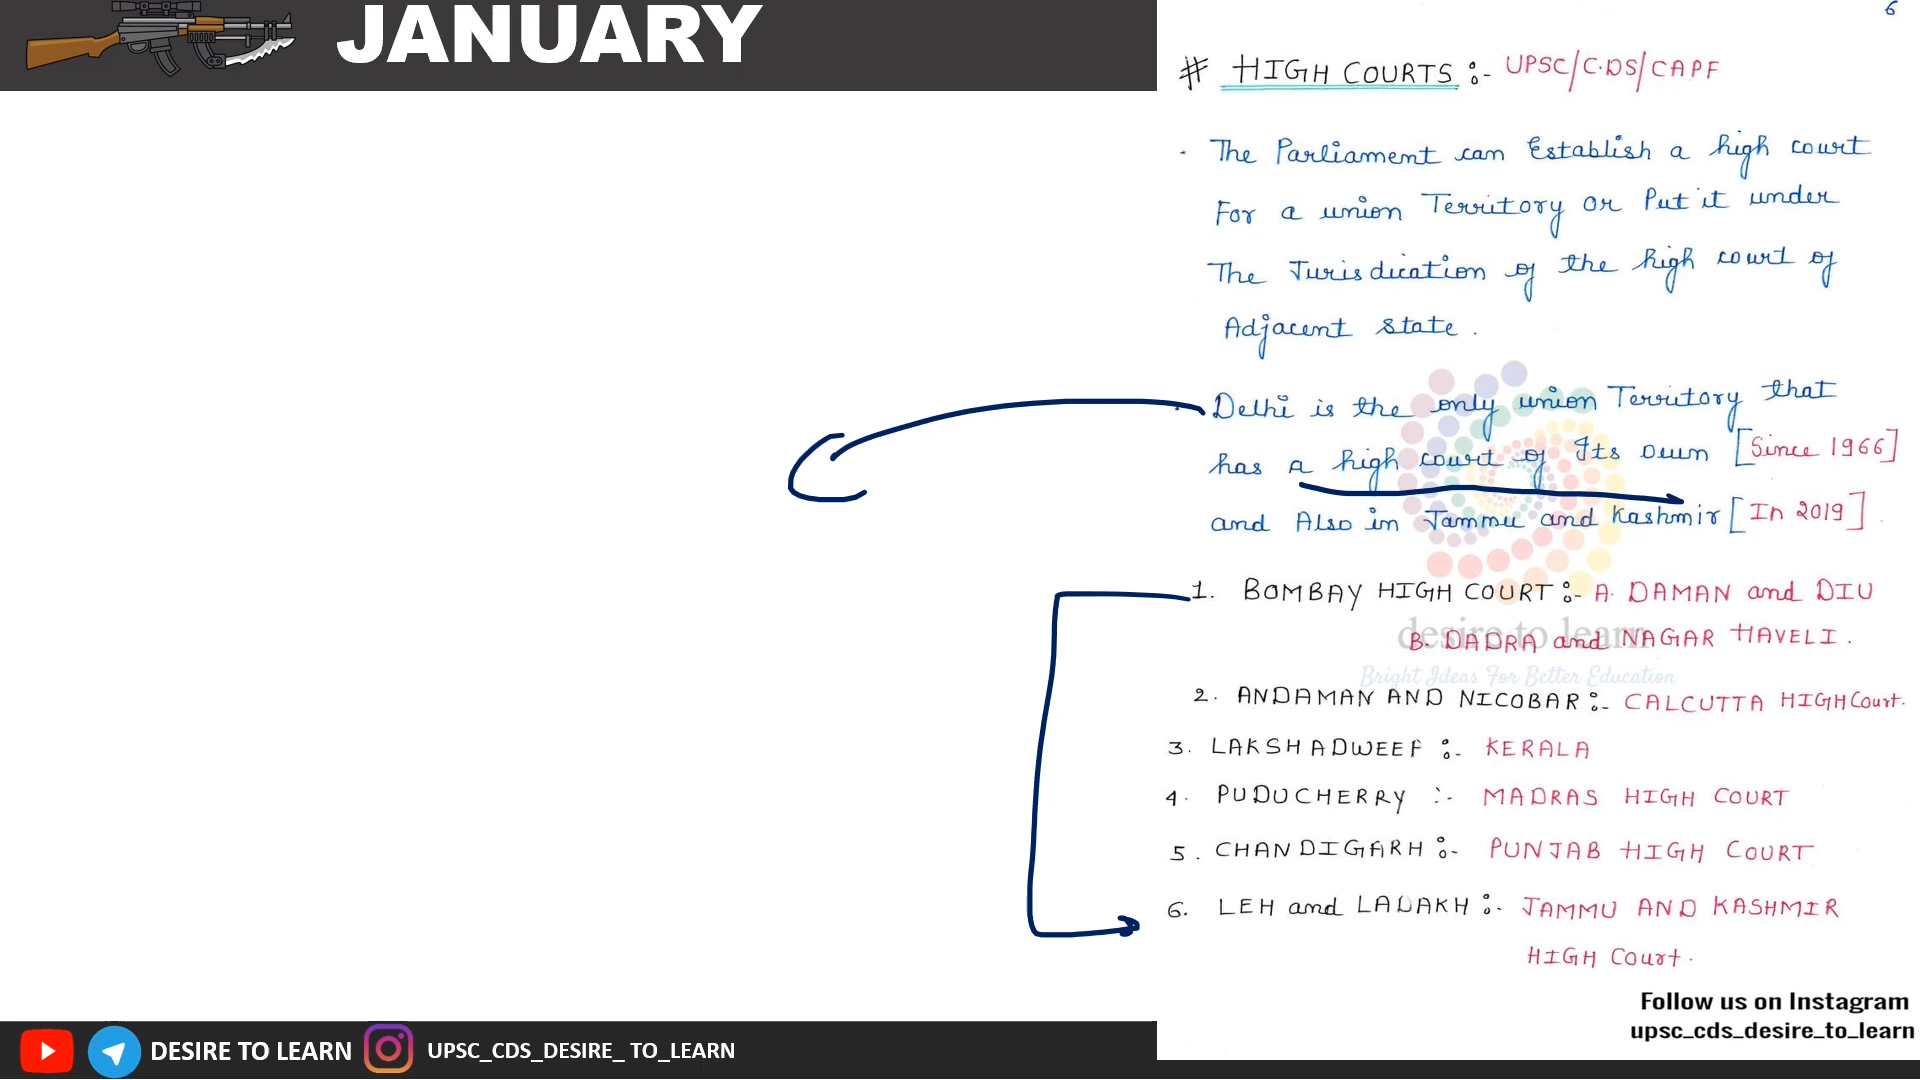 JANUARY
6
# HIGH COURTS :- UPSC/C.DS/CAPF
. The Parliament can Establish a high court
For a union Territory or Put it under
The Jurisdication of the high court of
Adjacent state .
. Delhi is the only union Territory that
has a high court of Its own [Since 1966]
and Also in Jammu and Kashmir [In 2019] .
1. BOMBAY HIGH COURT :- A. DAMAN and DIU
B. DADRA and NAGAR HAVELI .
desire to learn
Bright Ideas For Better Education
2. ANDAMAN AND NICOBAR :- CALCUTTA HIGH Court.
3. LAKSHADWEEP :- KERALA
4. PUDUCHERRY :- MADRAS HIGH COURT
5. CHANDIGARH :- PUNJAB HIGH COURT
6. LEH and LADAKH :- JAMMU AND KASHMIR
HIGH Court.
Follow us on Instagram
upsc_cds_desire_to_learn
DESIRE TO LEARN UPSC_CDS_DESIRE_ TO_LEARN